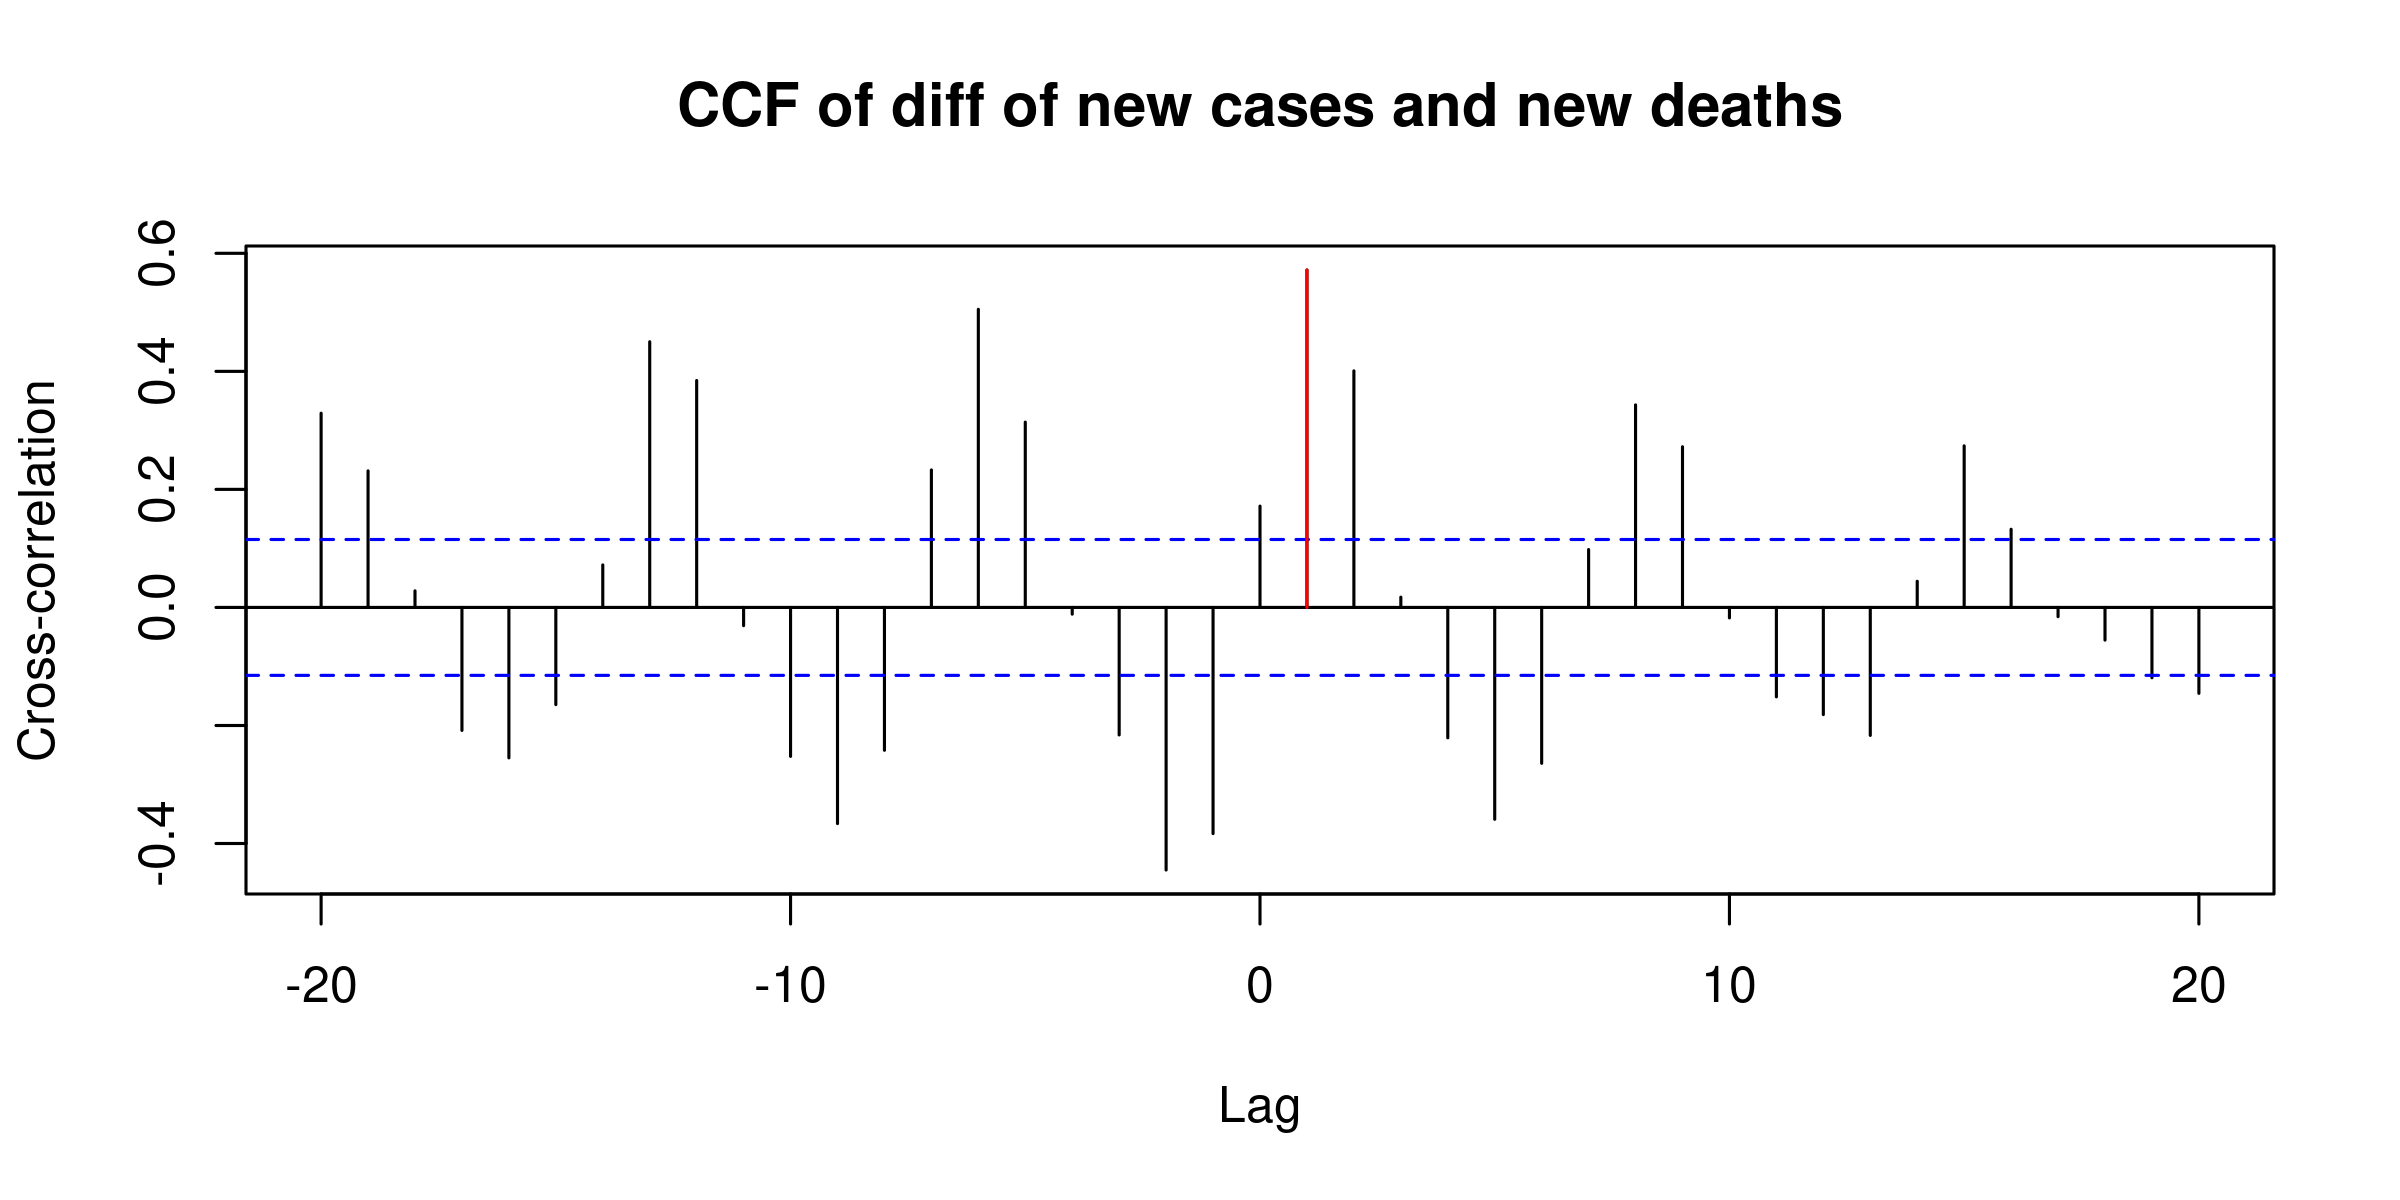 CCF of diff of new cases and new deaths
Cross-correlation
0.6
0.4
0.2
0.0
-0.4
-20 -10 0 10 20
Lag